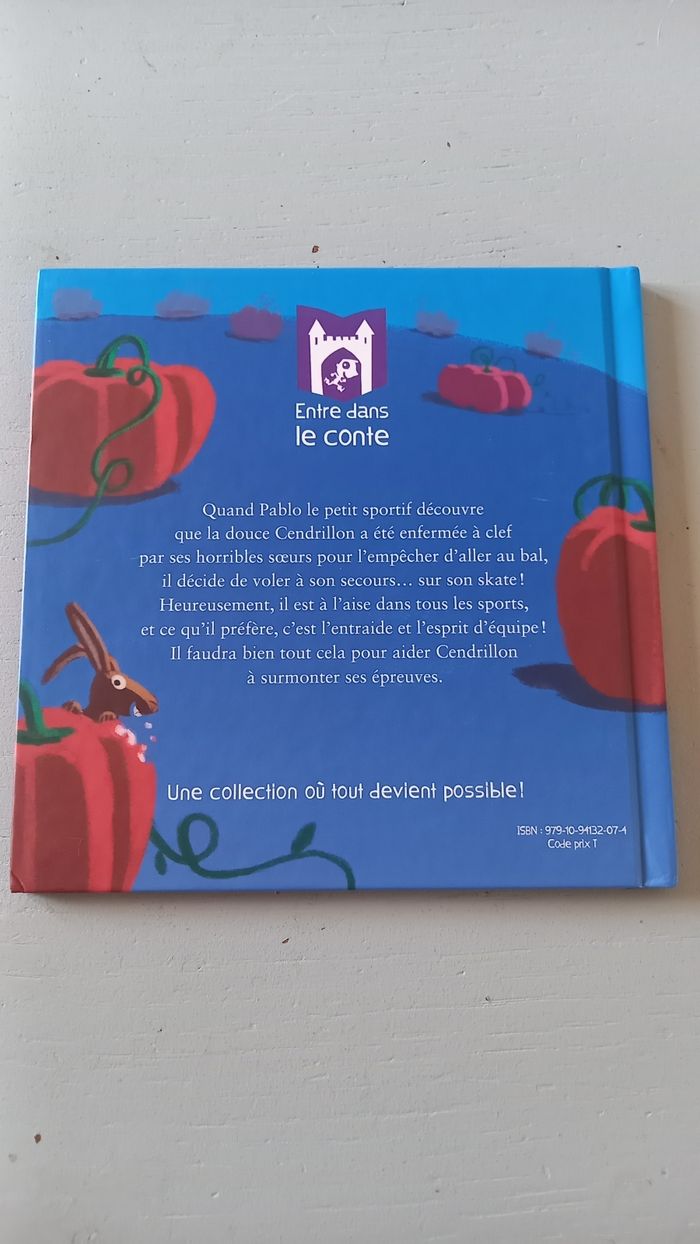 Entre dans
le conte
Quand Pablo le petit sportif découvre
que la douce Cendrillon a été enfermée à clef
par ses horribles sœurs pour l'empêcher d'aller au bal,
il décide de voler à son secours... sur son skate !
Heureusement, il est à l'aise dans tous les sports,
et ce qu'il préfère, c'est l'entraide et l'esprit d'équipe !
Il faudra bien tout cela pour aider Cendrillon
à surmonter ses épreuves.
Une collection où tout devient possible !
ISBN : 979-10-94132-07-4
Code prix T